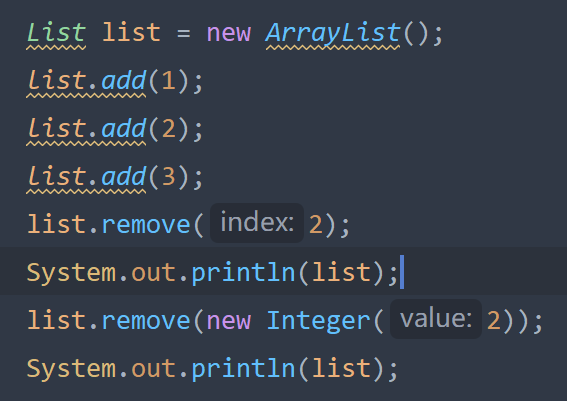 List list = new ArrayList();
list.add(1);
list.add(2);
list.add(3);
list.remove( index: 2);
System.out.println(list);
list.remove(new Integer( value: 2));
System.out.println(list);